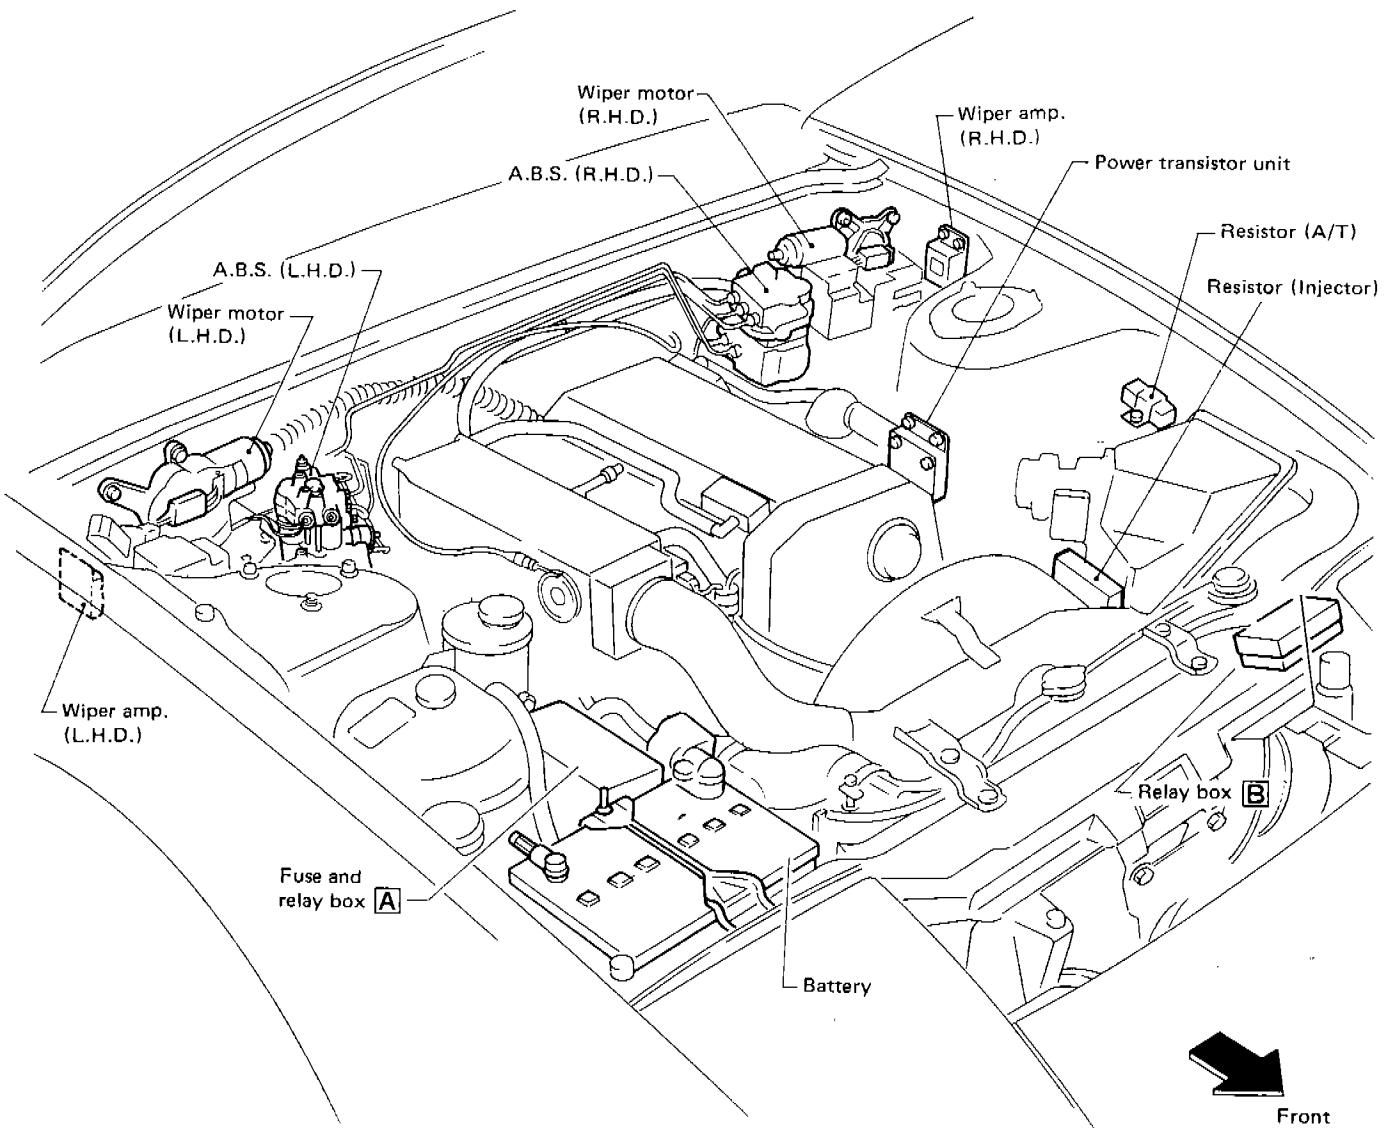 Wiper motor
(R.H.D.)
Wiper amp.
(R.H.D.)
A.B.S. (R.H.D.)
Power transistor unit
Resistor (A/T)
A.B.S. (L.H.D.)
Resistor (Injector)
Wiper motor
(L.H.D.)
Wiper amp.
(L.H.D.)
Relay box B
Fuse and
relay box A
Battery
Front